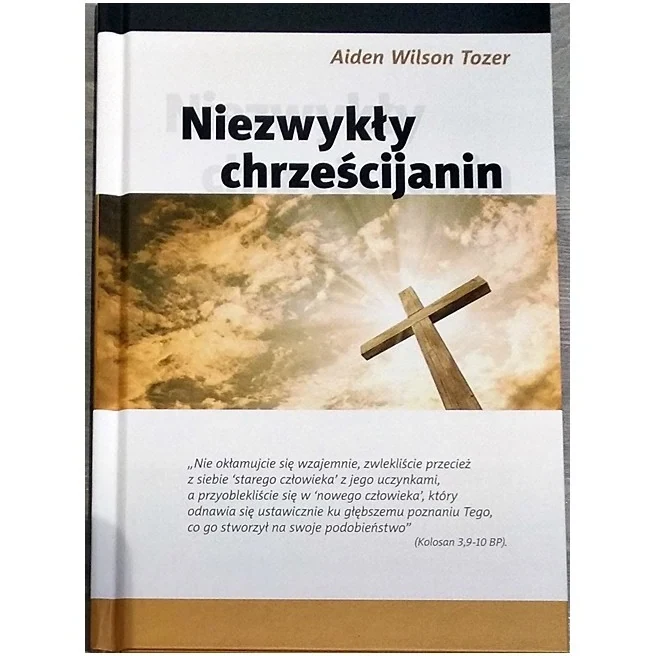 Aiden Wilson Tozer
Niezwykły
chrześcijanin
„Nie okłamujcie się wzajemnie, zwlekliście przecież
z siebie ‘starego człowieka’ z jego uczynkami,
a przyoblekliście się w ‘nowego człowieka’, który
odnawia się ustawicznie ku głębszemu poznaniu Tego,
co go stworzył na swoje podobieństwo”
(Kolosan 3,9-10 BP).